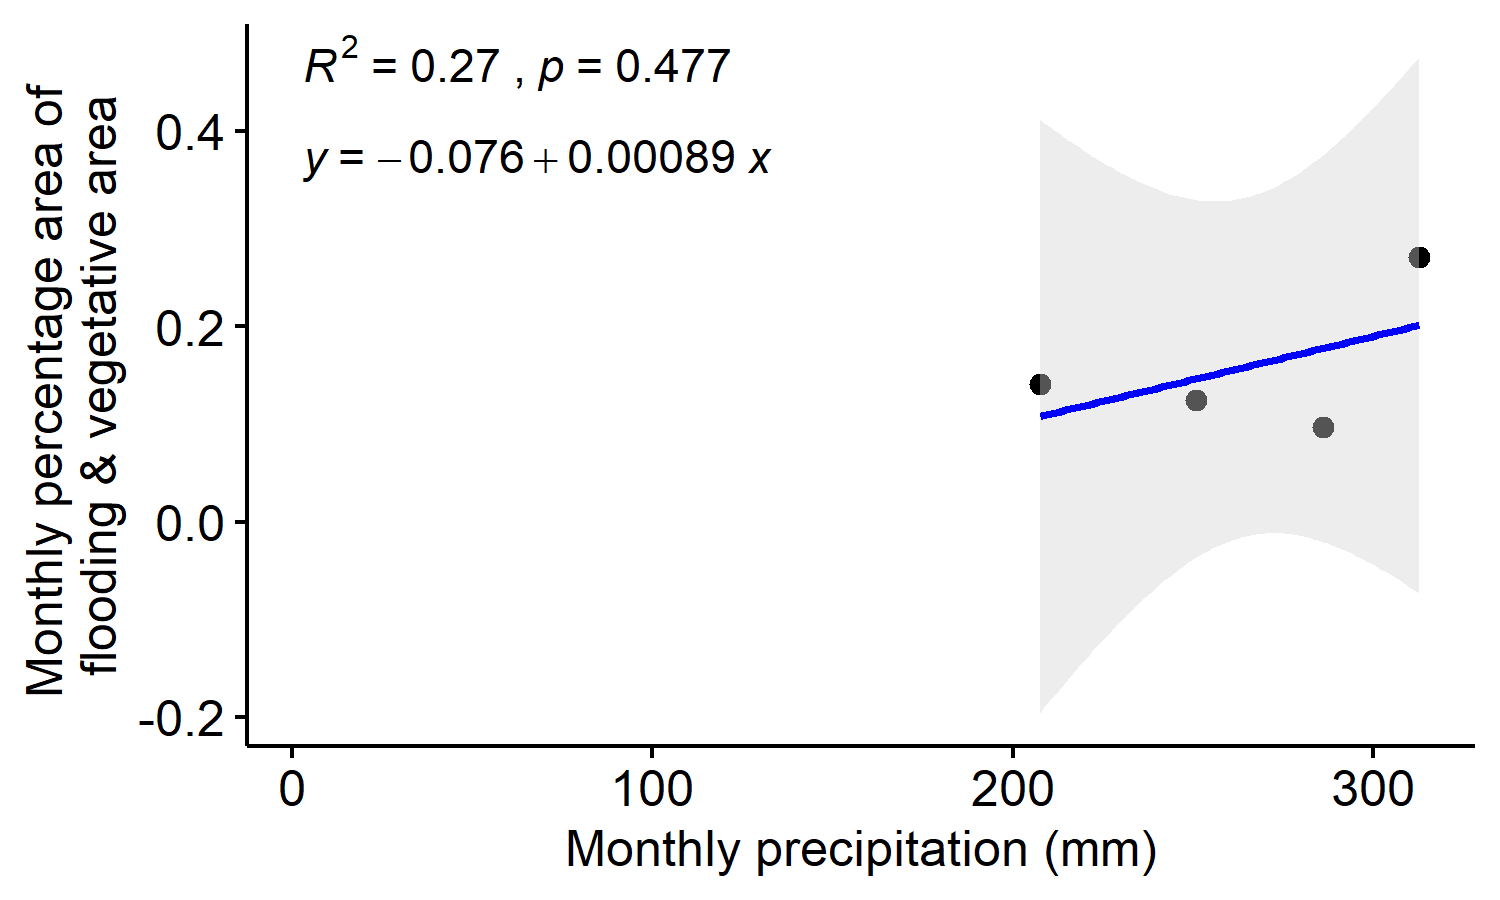 R² = 0.27 , p = 0.477
y = −0.076 + 0.00089 x
Monthly percentage area of
flooding & vegetative area
0.4
0.2
0.0
-0.2
0
100
200
300
Monthly precipitation (mm)